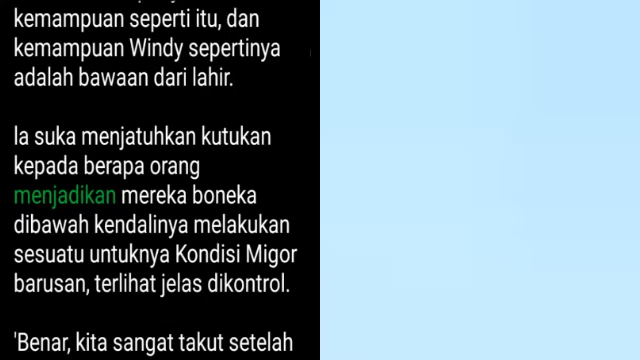 kemampuan seperti itu, dan
kemampuan Windy sepertinya
adalah bawaan dari lahir.
Ia suka menjatuhkan kutukan
kepada berapa orang
menjadikan mereka boneka
dibawah kendalinya melakukan
sesuatu untuknya Kondisi Migor
barusan, terlihat jelas dikontrol.
'Benar, kita sangat takut setelah